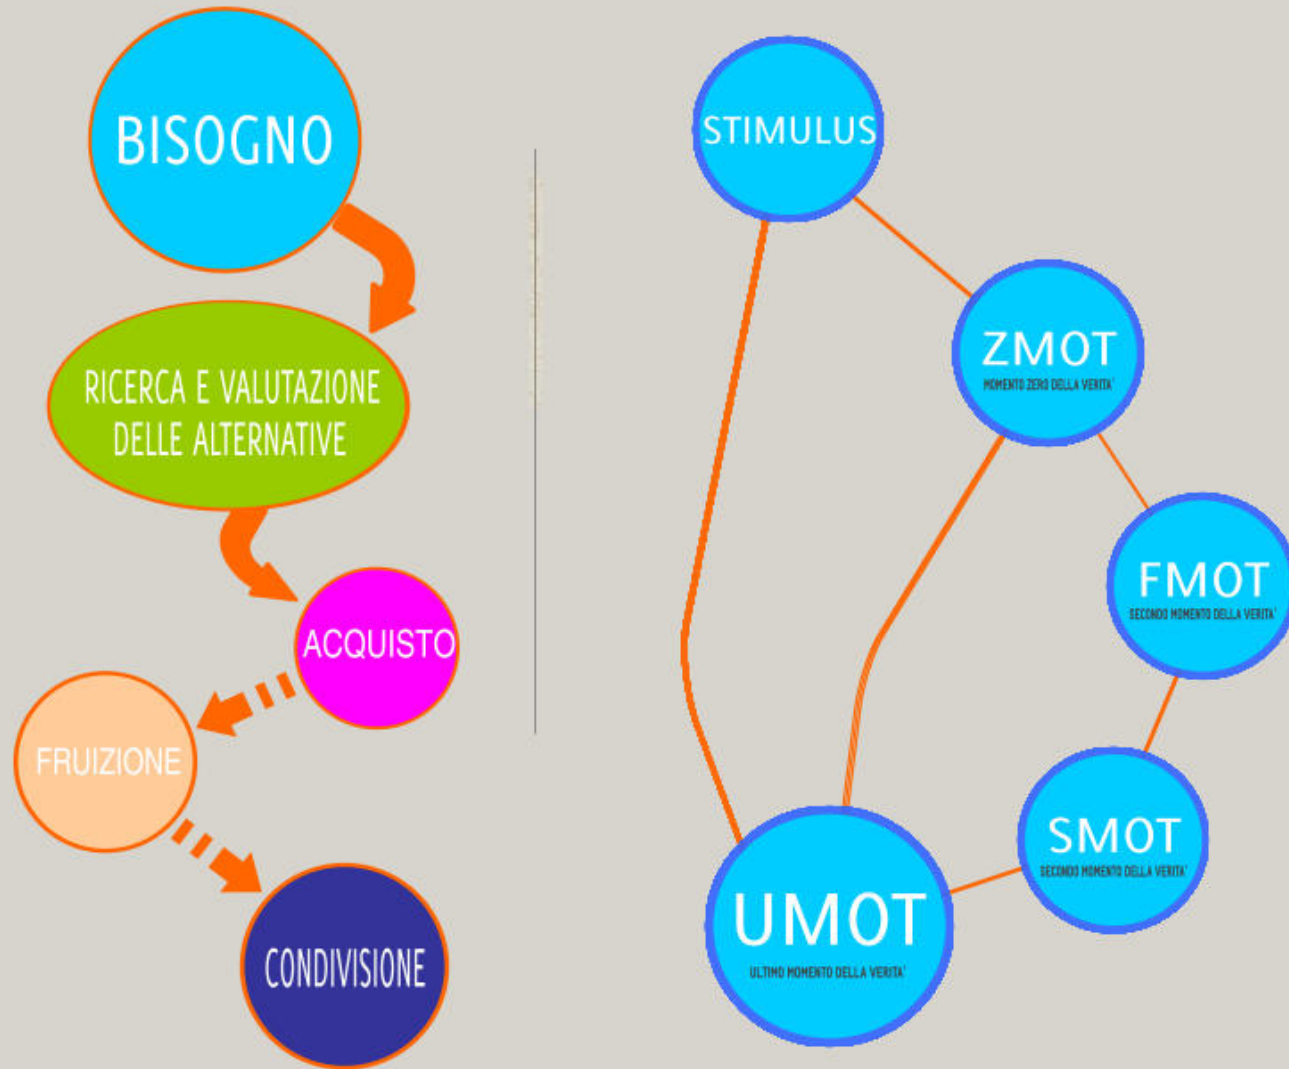 BISOGNO
RICERCA E VALUTAZIONE
DELLE ALTERNATIVE
ACQUISTO
FRUIZIONE
CONDIVISIONE
STIMULUS
ZMOT
MOMENTO ZERO DELLA VERITA'
FMOT
SECONDO MOMENTO DELLA VERITA'
SMOT
SECONDO MOMENTO DELLA VERITA'
UMOT
ULTIMO MOMENTO DELLA VERITA'